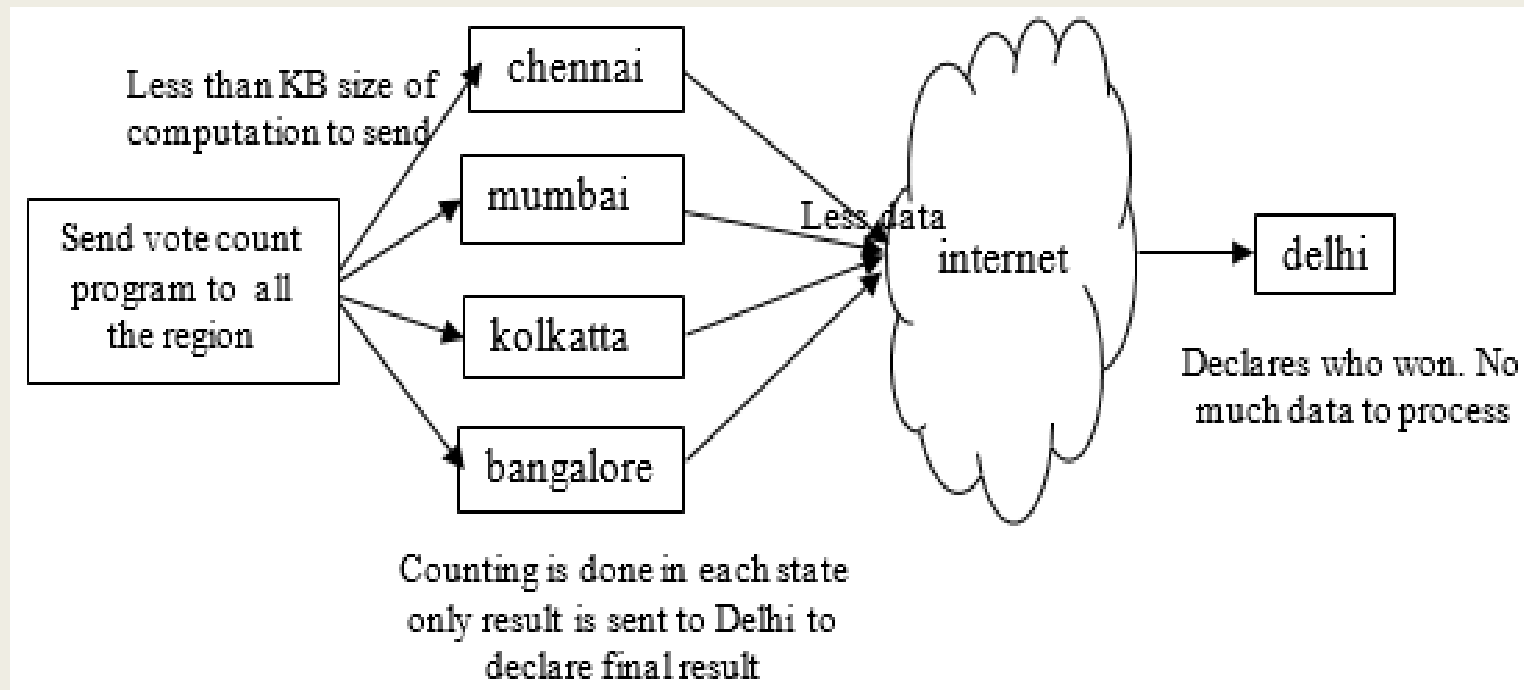 Less than KB size of
computation to send
Send vote count
program to all
the region
chennai
mumbai
kolkatta
bangalore
Counting is done in each state
only result is sent to Delhi to
declare final result
Less data
internet
delhi
Declares who won. No
much data to process